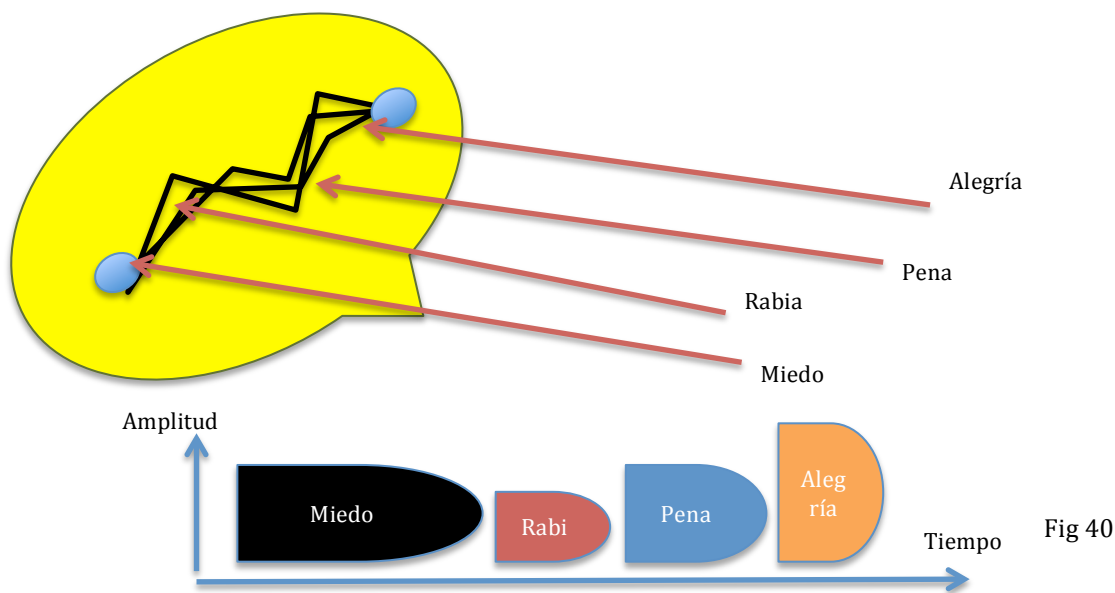 Alegría
Pena
Rabia
Miedo
Amplitud
Miedo
Rabi
Pena
Aleg
ría
Tiempo
Fig 40